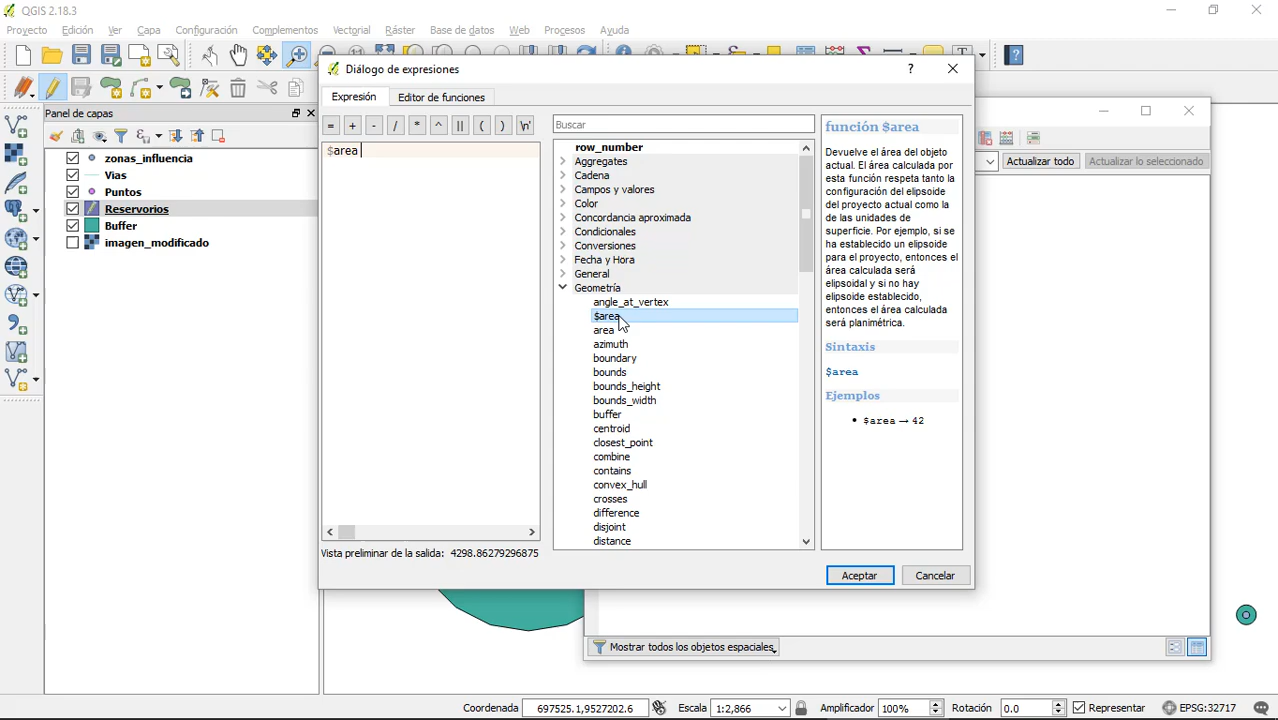 QGIS 2.18.3
Proyecto Edición Ver Capa Configuración Complementos Vectorial Ráster Base de datos Web Procesos Ayuda
Diálogo de expresiones
?
Expresión
Editor de funciones
= + - / * ^ || ( ) '\n'
$area
Vista preliminar de la salida: 4298.86279296875
Buscar
row_number
Aggregates
Cadena
Campos y valores
Color
Concordancia aproximada
Condicionales
Conversiones
Fecha y Hora
General
Geometría
angle_at_vertex
$area
area
azimuth
boundary
bounds
bounds_height
bounds_width
buffer
centroid
closest_point
combine
contains
convex_hull
crosses
difference
disjoint
distance
función $area
Devuelve el área del objeto
actual. El área calculada por
esta función respeta tanto la
configuración del elipsoide
del proyecto actual como la
de las unidades de
superficie. Por ejemplo, si se
ha establecido un elipsoide
para el proyecto, entonces el
área calculada será
elipsoidal y si no hay
elipsoide establecido,
entonces el área calculada
será planimétrica.
Sintaxis
$area
Ejemplos
• $area → 42
Aceptar
Cancelar
Panel de capas
zonas_influencia
Vias
Puntos
Reservorios
Buffer
imagen_modificado
Actualizar todo
Actualizar lo seleccionado
Mostrar todos los objetos espaciales
Coordenada 697525.1,9527202.6 Escala 1:2,866 Amplificador 100% Rotación 0.0 Representar EPSG:32717